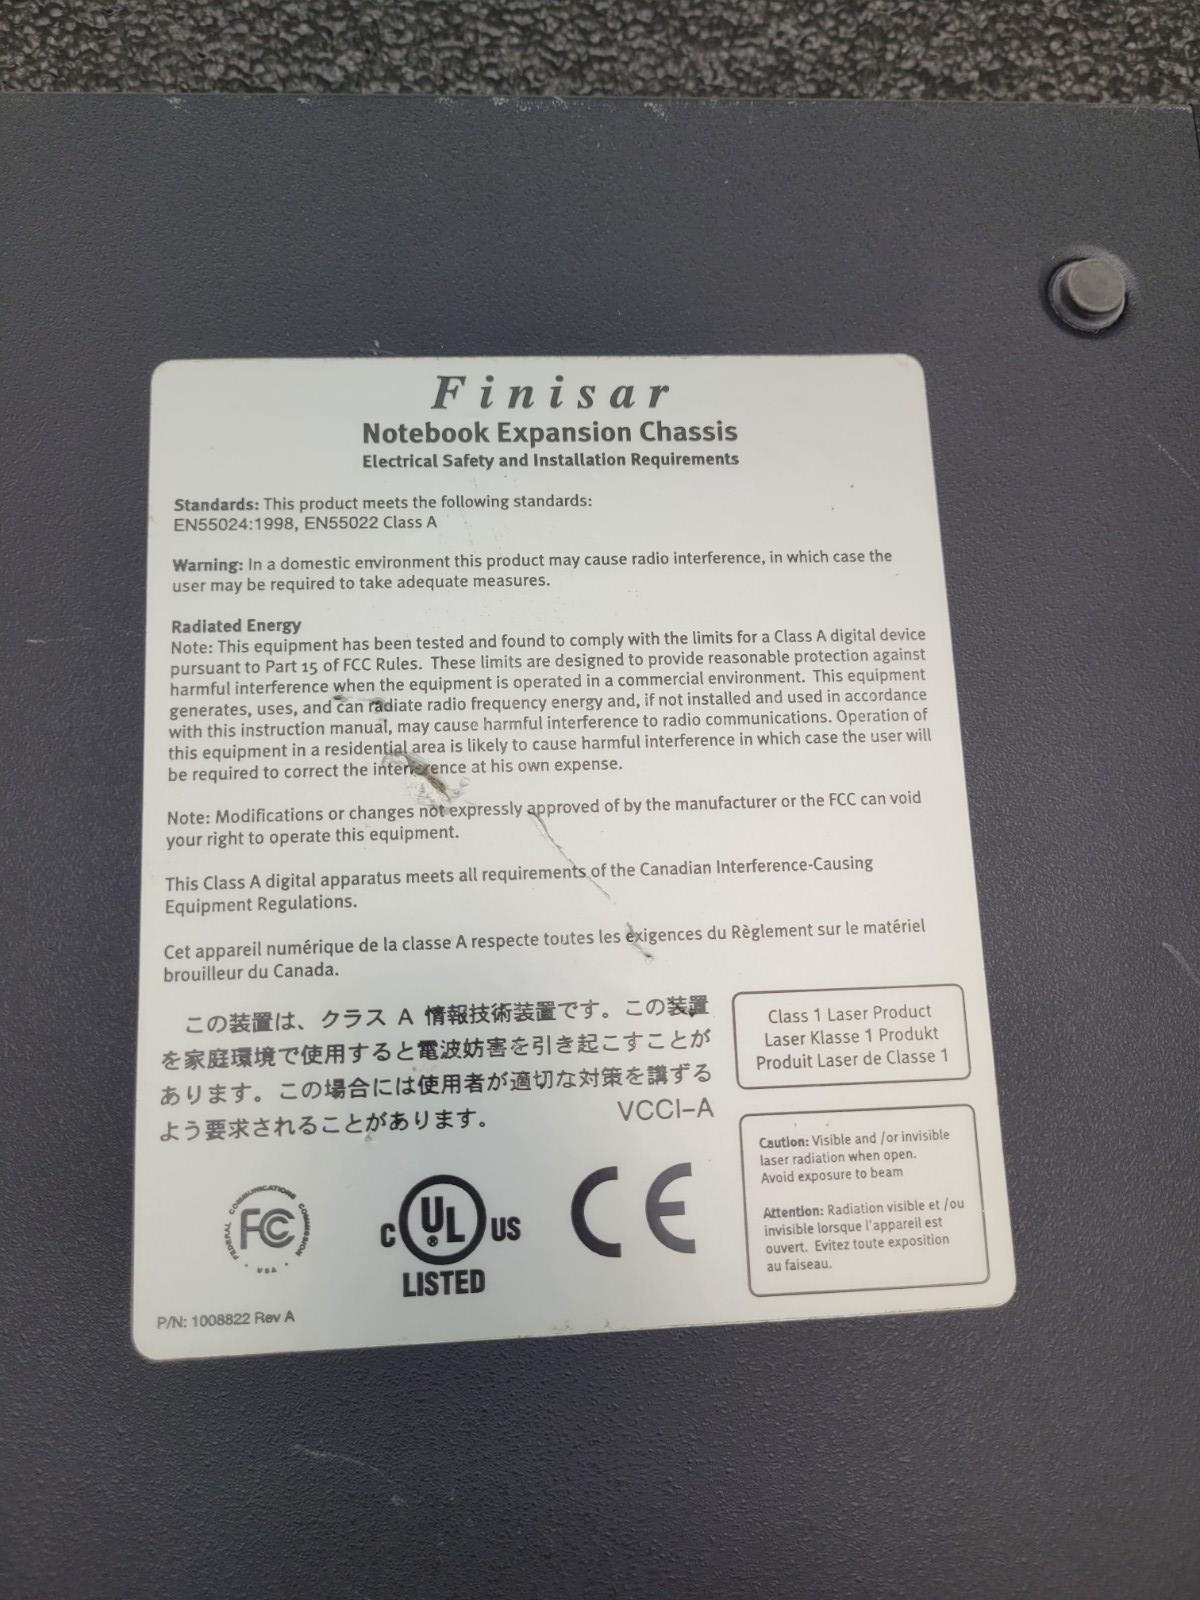 Finisar
Notebook Expansion Chassis
Electrical Safety and Installation Requirements
Standards: This product meets the following standards:
EN55024:1998, EN55022 Class A
Warning: In a domestic environment this product may cause radio interference, in which case the
user may be required to take adequate measures.
Radiated Energy
Note: This equipment has been tested and found to comply with the limits for a Class A digital device
pursuant to Part 15 of FCC Rules. These limits are designed to provide reasonable protection against
harmful interference when the equipment is operated in a commercial environment. This equipment
generates, uses, and can radiate radio frequency energy and, if not installed and used in accordance
with this instruction manual, may cause harmful interference to radio communications. Operation of
this equipment in a residential area is likely to cause harmful interference in which case the user will
be required to correct the interference at his own expense.
Note: Modifications or changes not expressly approved of by the manufacturer or the FCC can void
your right to operate this equipment.
This Class A digital apparatus meets all requirements of the Canadian Interference-Causing
Equipment Regulations.
Cet appareil numérique de la classe A respecte toutes les exigences du Règlement sur le matériel
brouilleur du Canada.
この装置は、クラス A 情報技術装置です。この装置
を家庭環境で使用すると電波妨害を引き起こすことが
あります。この場合には使用者が適切な対策を講ずる
よう要求されることがあります。
VCCI-A
Class 1 Laser Product
Laser Klasse 1 Produkt
Produit Laser de Classe 1
Caution: Visible and /or invisible
laser radiation when open.
Avoid exposure to beam
Attention: Radiation visible et /ou
invisible lorsque l'appareil est
ouvert. Evitez toute exposition
au faiseau.
FEDERAL COMMUNICATIONS COMMISSION
FC
USA
C UL ® US
LISTED
CE
P/N: 1008822 Rev A